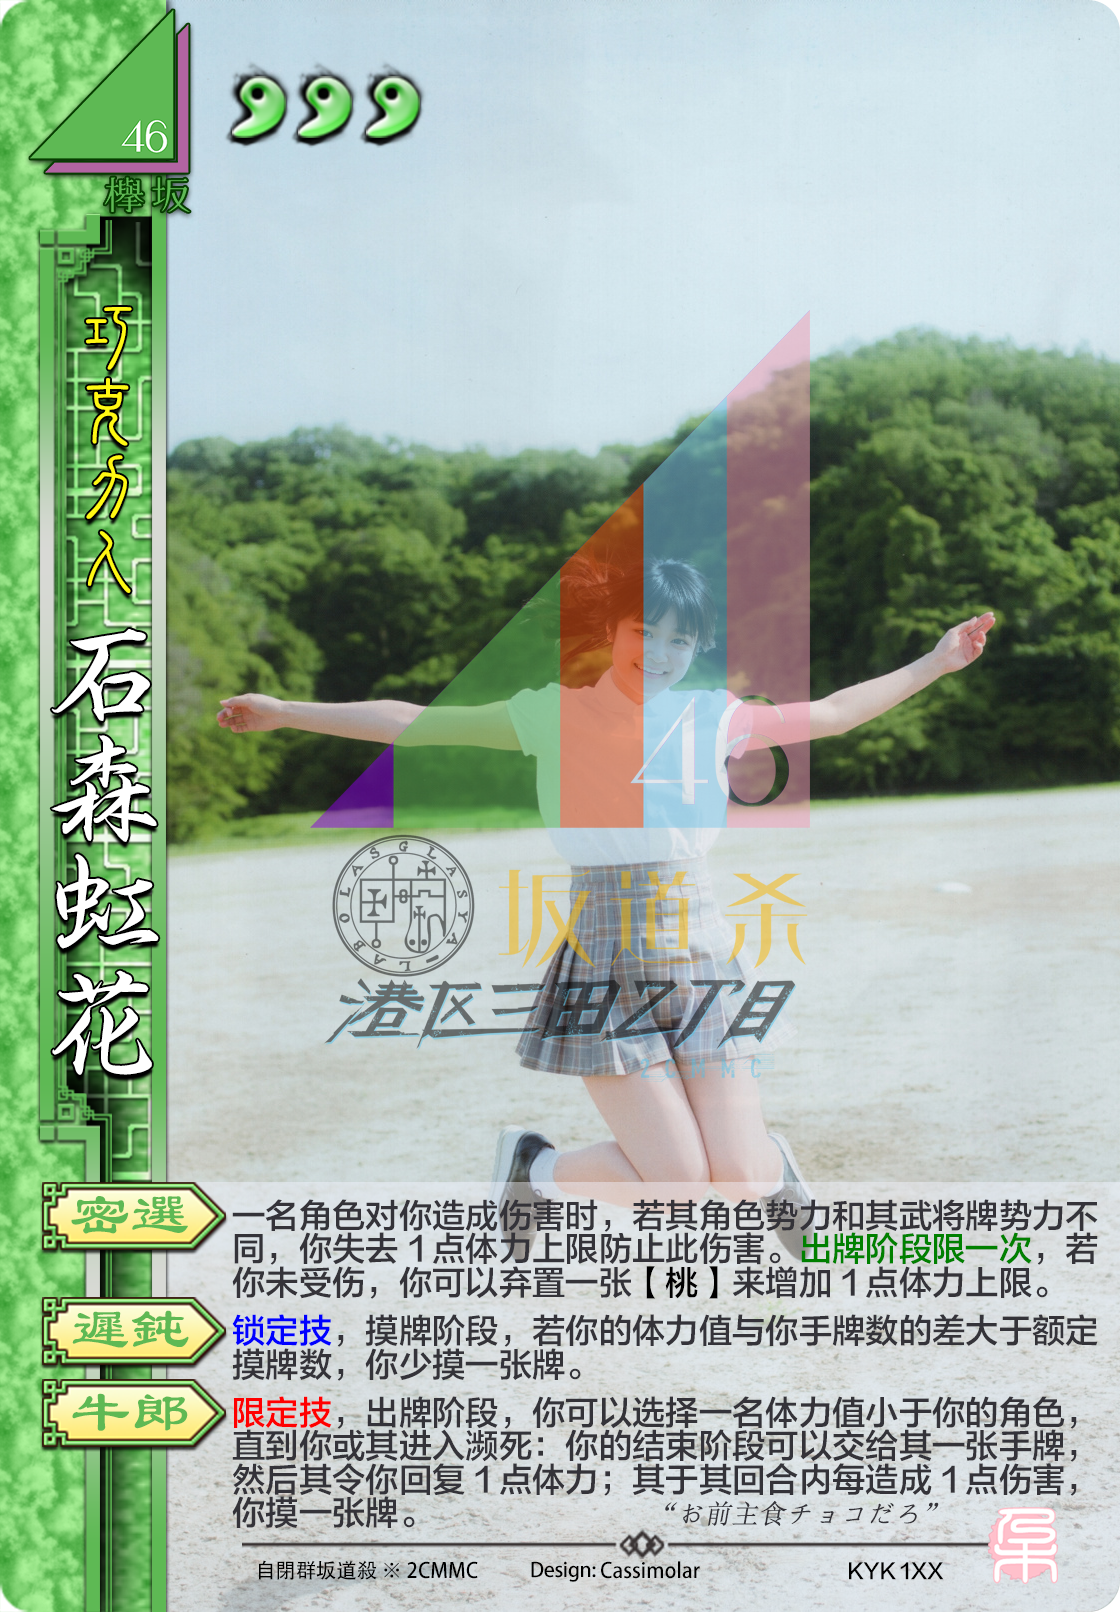 46
欅坂
巧克力人
石森虹花
46
GLASYALABOLAS
坂道杀
港区三田2丁目
2CMMC
密選
一名角色对你造成伤害时，若其角色势力和其武将牌势力不
同，你失去1点体力上限防止此伤害。出牌阶段限一次，若
你未受伤，你可以弃置一张【桃】来增加1点体力上限。
遲鈍
锁定技，摸牌阶段，若你的体力值与你手牌数的差大于额定
摸牌数，你少摸一张牌。
牛郎
限定技，出牌阶段，你可以选择一名体力值小于你的角色，
直到你或其进入濒死：你的结束阶段可以交给其一张手牌，
然后其令你回复1点体力；其于其回合内每造成1点伤害，
你摸一张牌。
“お前主食チョコだろ”
自閉群坂道殺 ※ 2CMMC
Design: Cassimolar
KYK 1XX